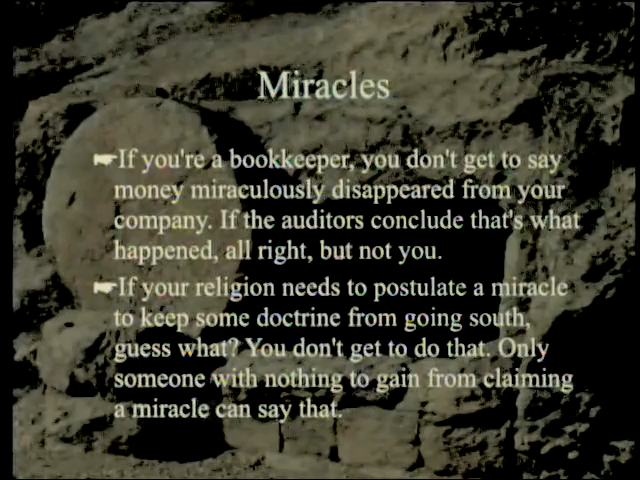 Miracles
☛If you're a bookkeeper, you don't get to say
money miraculously disappeared from your
company. If the auditors conclude that's what
happened, all right, but not you.
☛If your religion needs to postulate a miracle
to keep some doctrine from going south,
guess what? You don't get to do that. Only
someone with nothing to gain from claiming
a miracle can say that.